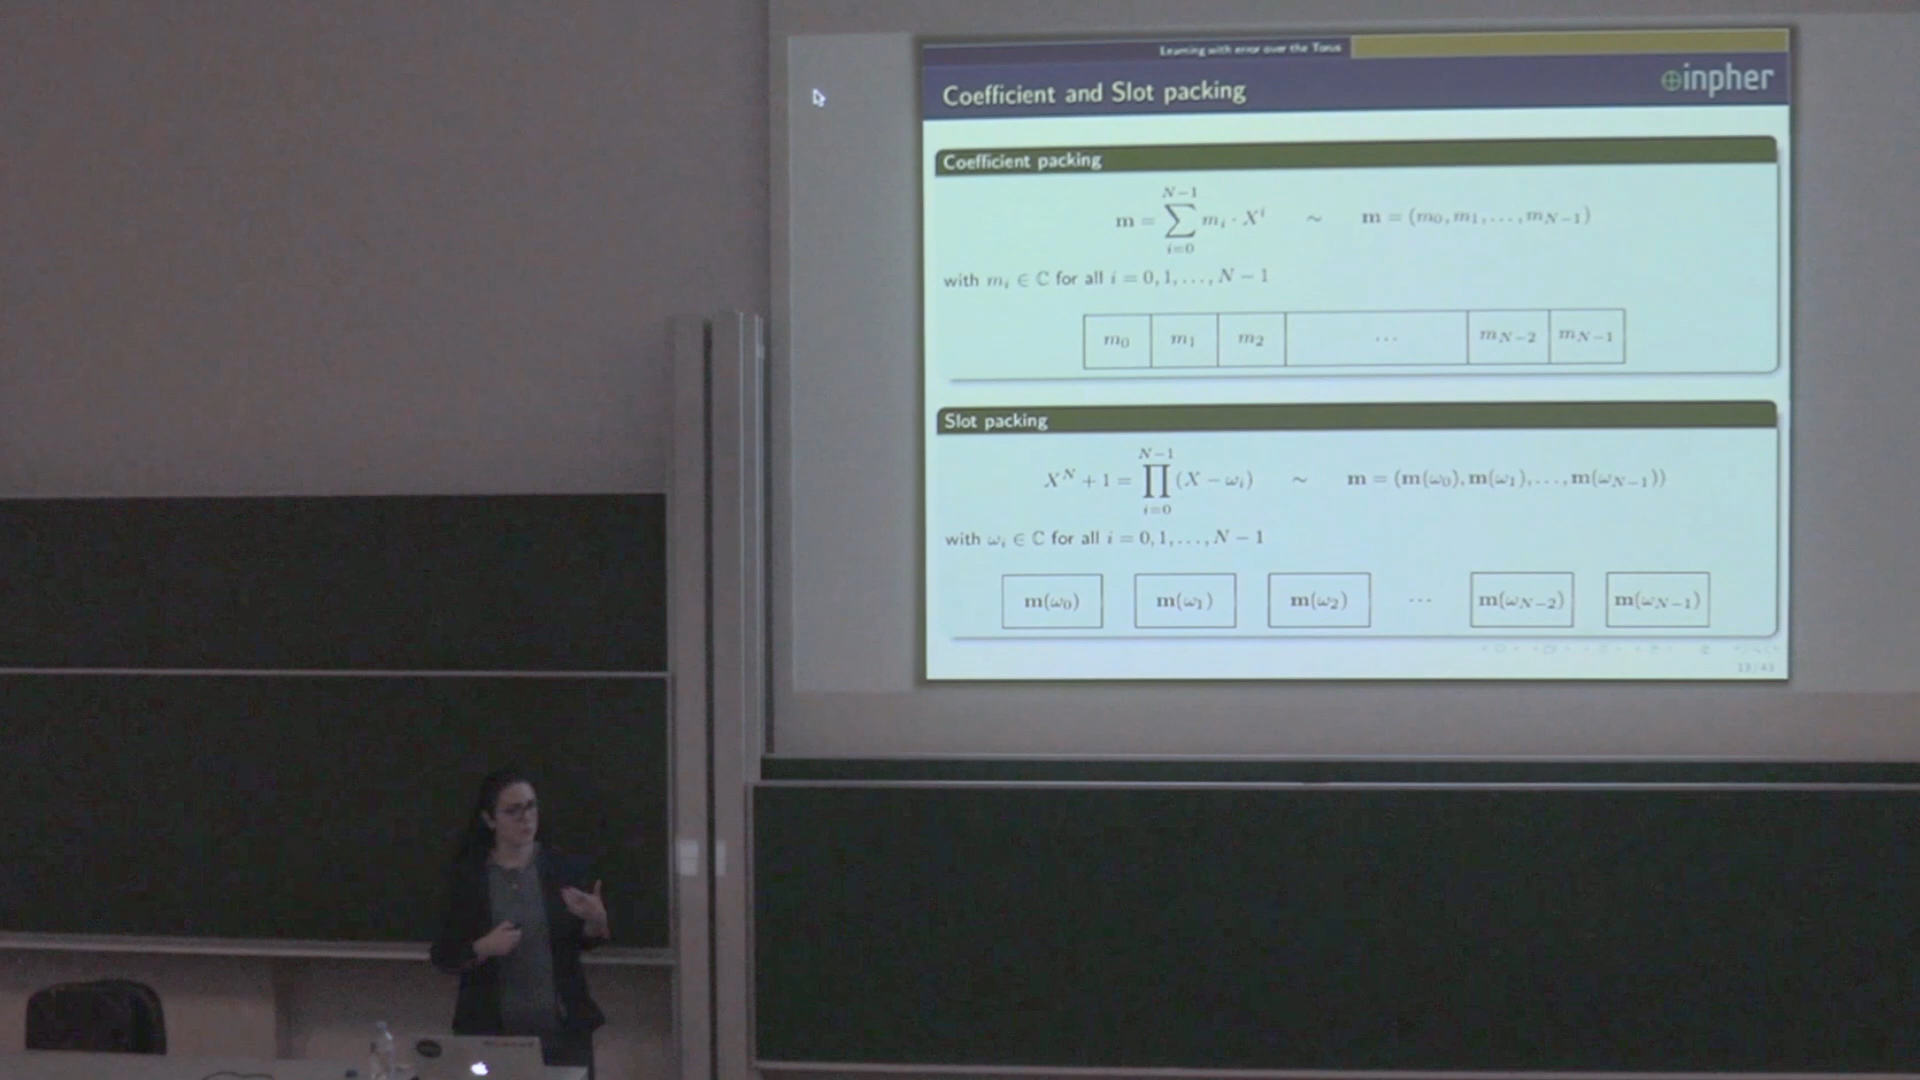 Learning with error over the Torus
Coefficient and Slot packing
inpher
Coefficient packing
m = \sum_{i=0}^{N-1} m_i · X^i ~ m = (m_0, m_1, . . . , m_{N-1})
with m_i ∈ ℂ for all i = 0, 1, . . . , N − 1
m_0 m_1 m_2 ... m_{N-2} m_{N-1}
Slot packing
X^N + 1 = \prod_{i=0}^{N-1} (X − ω_i) ~ m = (m(ω_0), m(ω_1), . . . , m(ω_{N-1}))
with ω_i ∈ ℂ for all i = 0, 1, . . . , N − 1
m(ω_0) m(ω_1) m(ω_2) ... m(ω_{N-2}) m(ω_{N-1})